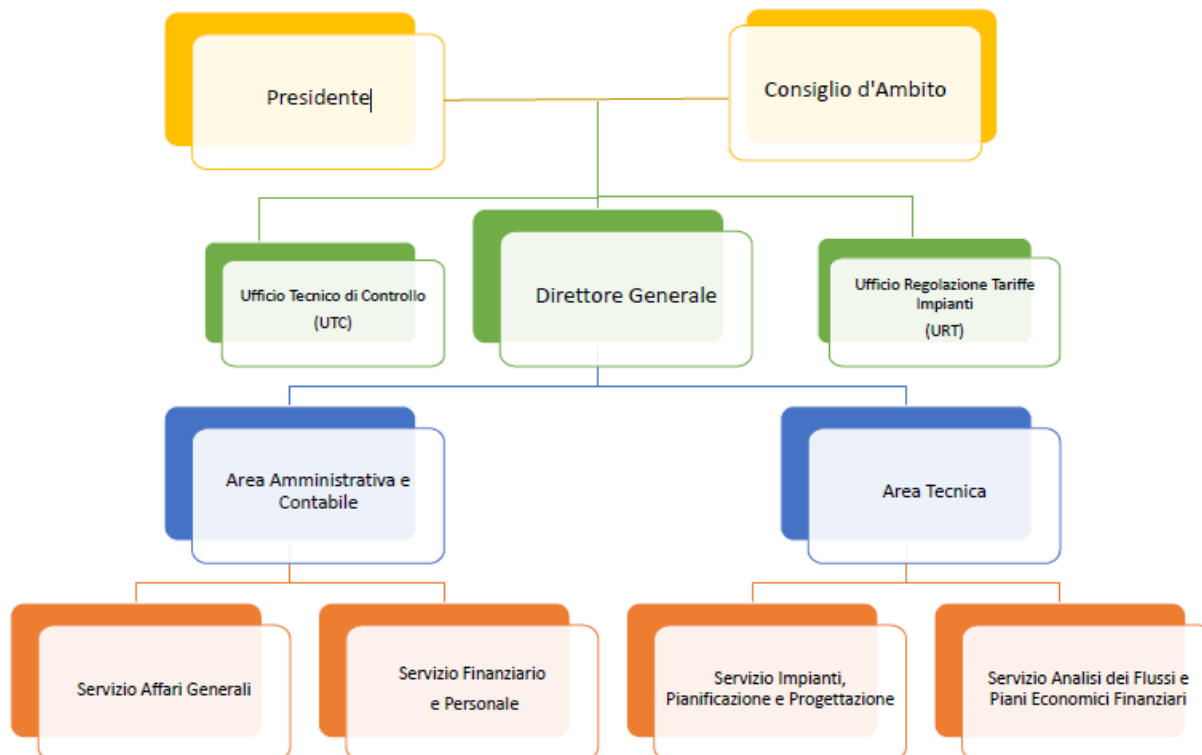 Presidente
Consiglio d'Ambito
Ufficio Tecnico di Controllo
(UTC)
Direttore Generale
Ufficio Regolazione Tariffe
Impianti
(URT)
Area Amministrativa e
Contabile
Area Tecnica
Servizio Affari Generali
Servizio Finanziario
e Personale
Servizio Impianti,
Pianificazione e Progettazione
Servizio Analisi dei Flussi e
Piani Economici Finanziari